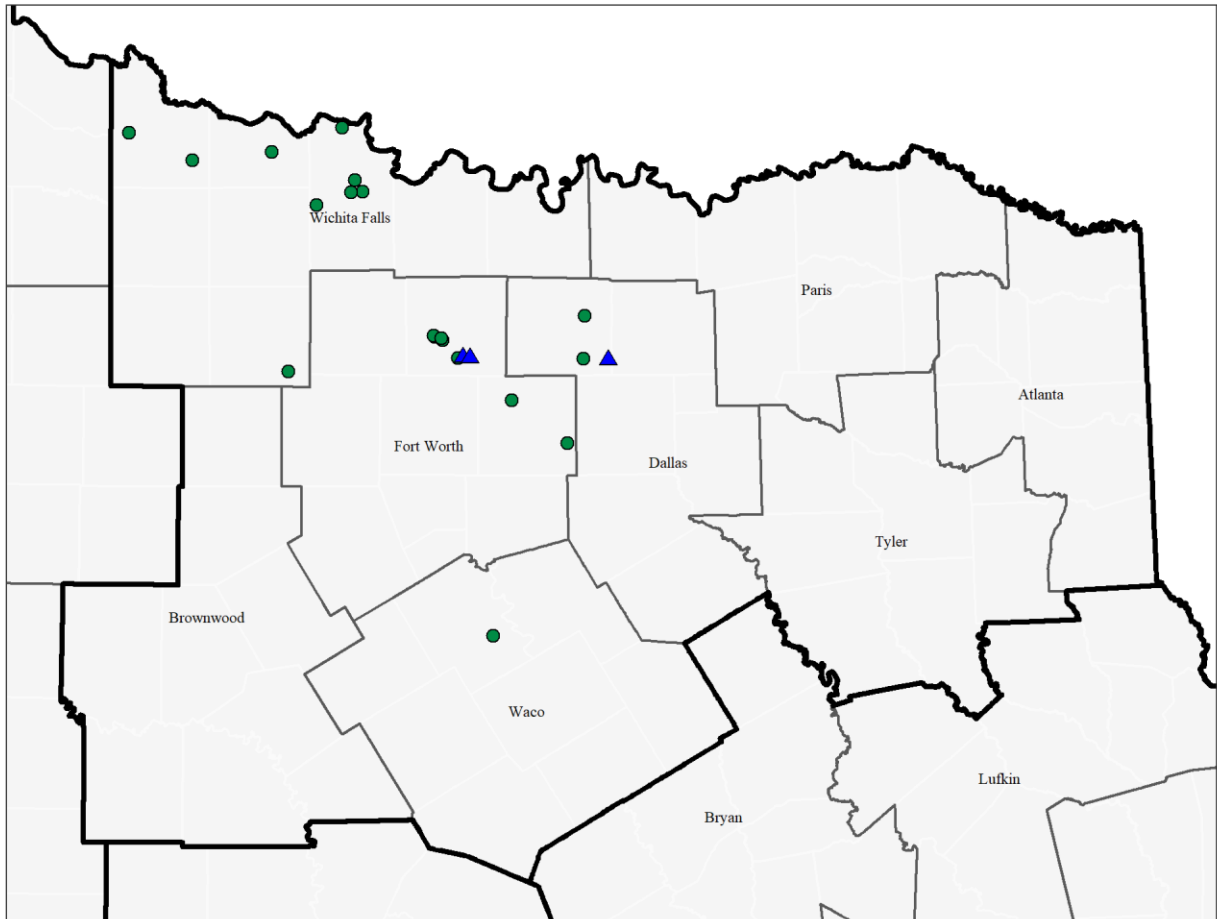 Wichita Falls
Paris
Atlanta
Fort Worth
Dallas
Tyler
Brownwood
Waco
Lufkin
Bryan